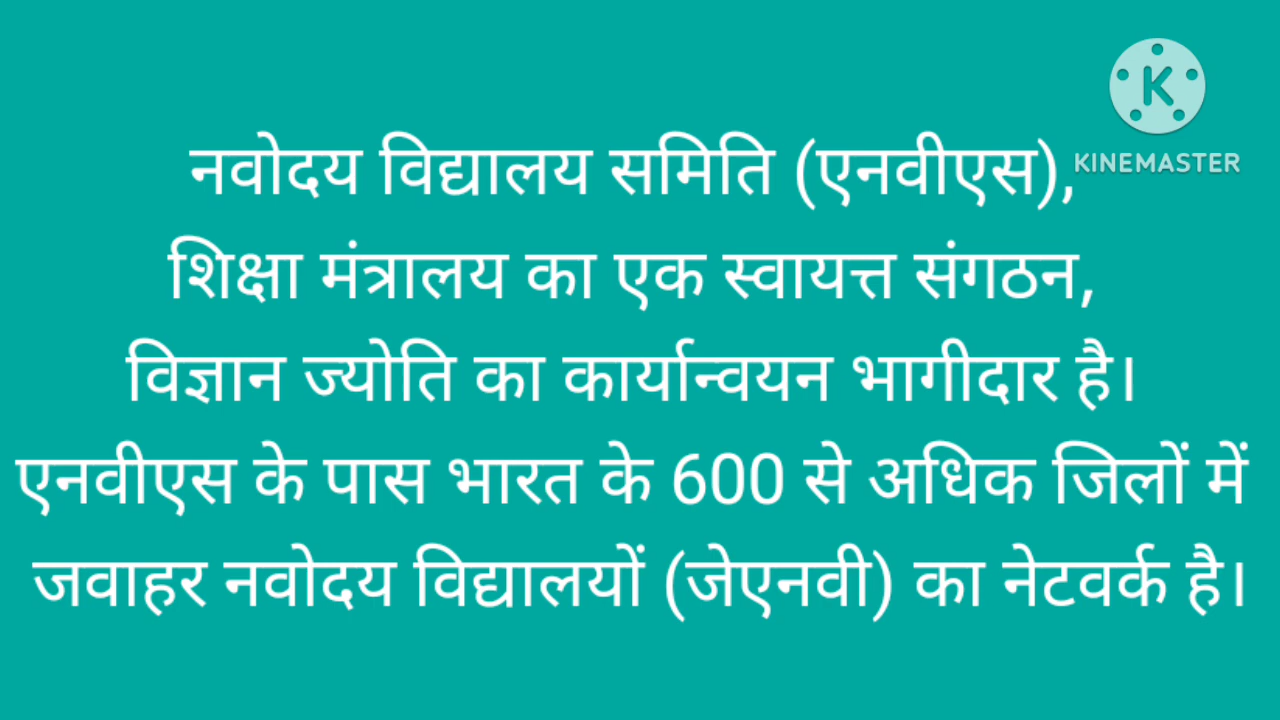 नवोदय विद्यालय समिति (एनवीएस),
KINEMASTER
शिक्षा मंत्रालय का एक स्वायत्त संगठन,
विज्ञान ज्योति का कार्यान्वयन भागीदार है।
एनवीएस के पास भारत के 600 से अधिक जिलों में
जवाहर नवोदय विद्यालयों (जेएनवी) का नेटवर्क है।